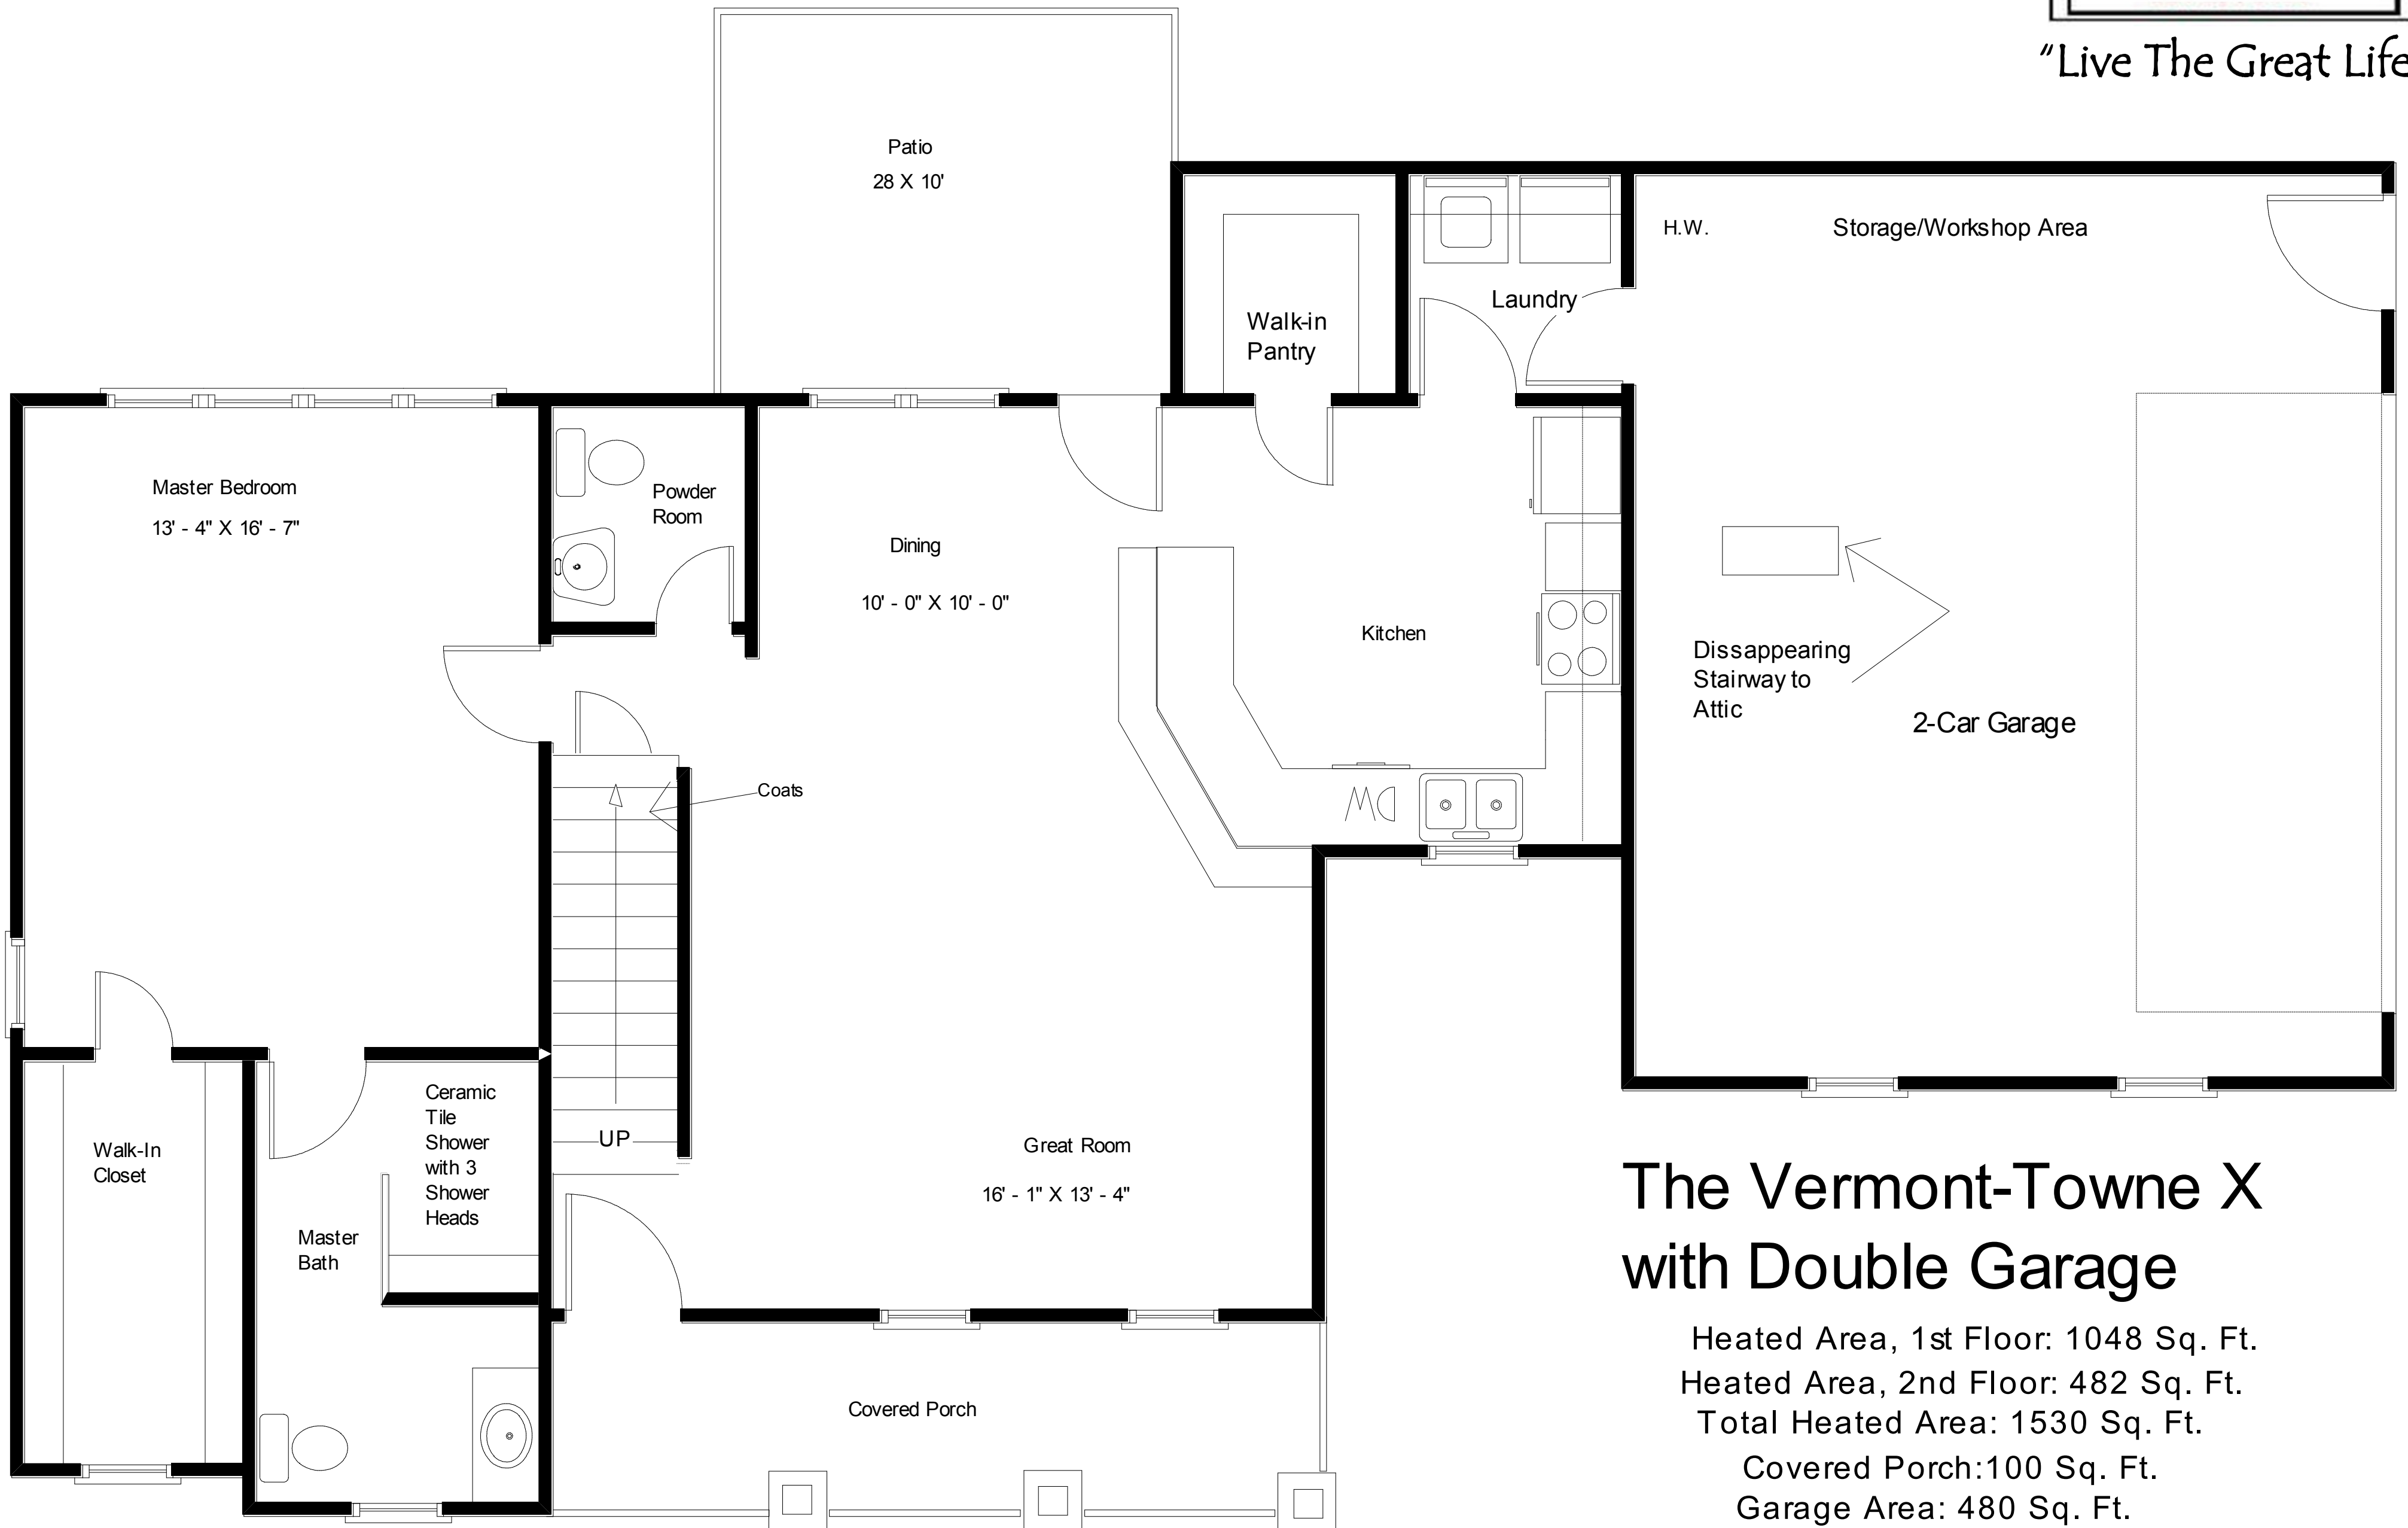 "Live The Great Life
Patio
28 X 10'
H.W.
Storage/Workshop Area
Laundry
Walk-in
Pantry
Master Bedroom
13' - 4" X 16' - 7"
Powder
Room
Dining
10' - 0" X 10' - 0"
Kitchen
Dissappearing
Stairway to
Attic
2-Car Garage
Coats
UP
Ceramic
Tile
Shower
with 3
Shower
Heads
Walk-In
Closet
Master
Bath
Great Room
16' - 1" X 13' - 4"
Covered Porch
The Vermont-Towne X
with Double Garage
Heated Area, 1st Floor: 1048 Sq. Ft.
Heated Area, 2nd Floor: 482 Sq. Ft.
Total Heated Area: 1530 Sq. Ft.
Covered Porch:100 Sq. Ft.
Garage Area: 480 Sq. Ft.